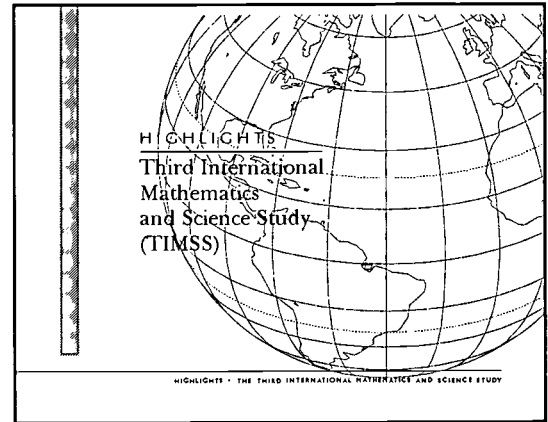 HIGHLIGHTS
Third International
Mathematics
and Science Study
(TIMSS)
HIGHLIGHTS • THE THIRD INTERNATIONAL MATHEMATICS AND SCIENCE STUDY